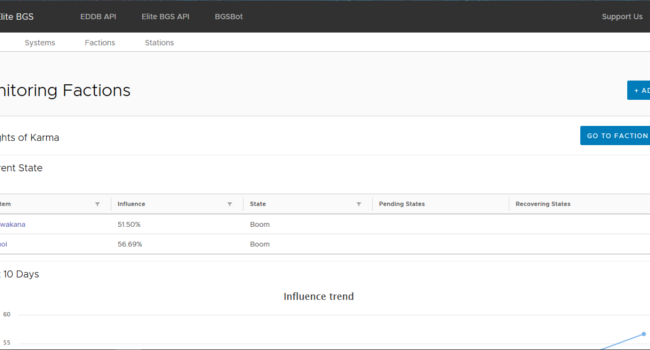 Elite BGS EDDB API Elite BGS API BGSBot Support Us
Systems Factions Stations
nitoring Factions
+ AD
ghts of Karma GO TO FACTION
rent State
tem Influence State Pending States Recovering States
wakana 51.50% Boom
oi 56.69% Boom
t 10 Days
Influence trend
60
55